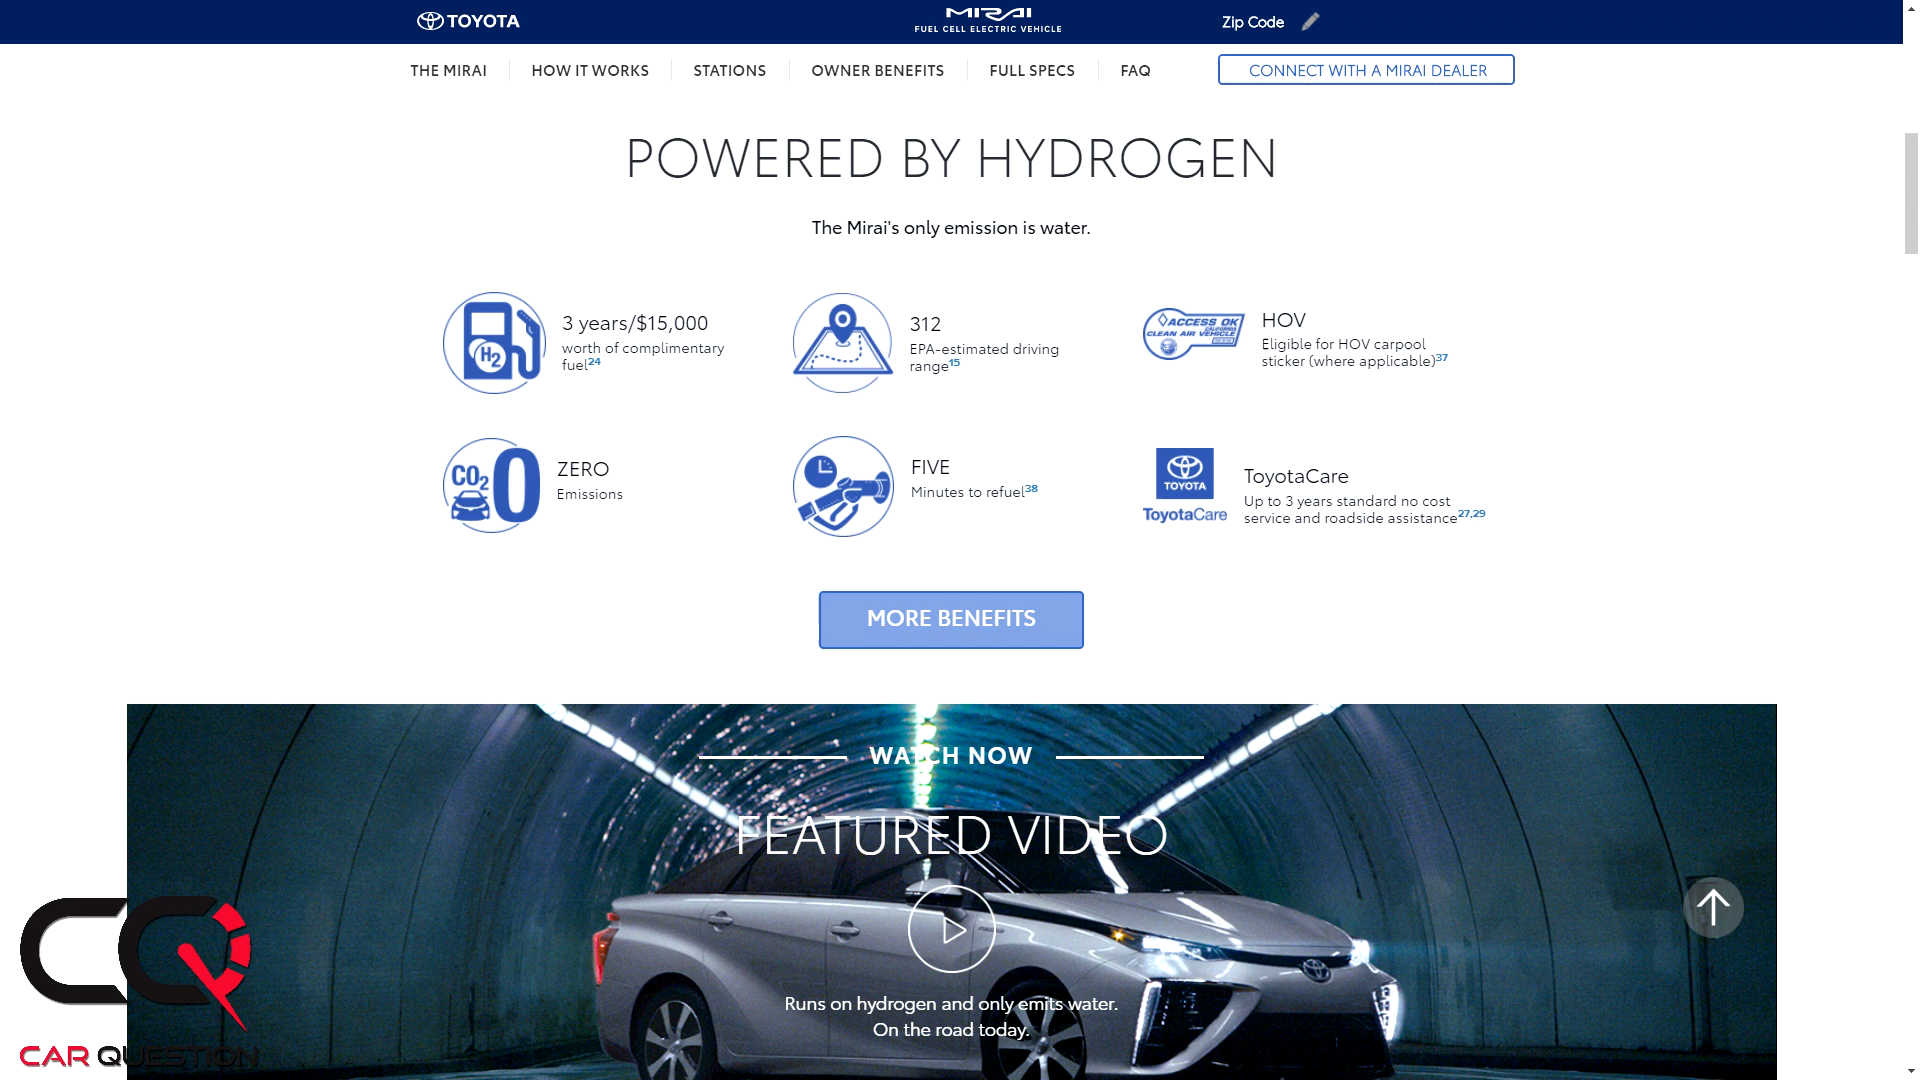 TOYOTA
MIRAI
FUEL CELL ELECTRIC VEHICLE
Zip Code
THE MIRAI
HOW IT WORKS
STATIONS
OWNER BENEFITS
FULL SPECS
FAQ
CONNECT WITH A MIRAI DEALER
POWERED BY HYDROGEN
The Mirai's only emission is water.
H2
3 years/$15,000
worth of complimentary
fuel24
312
EPA-estimated driving
range15
ACCESS OK
CALIFORNIA
CLEAN AIR VEHICLE
HOV
Eligible for HOV carpool
sticker (where applicable)37
CO2 0
ZERO
Emissions
FIVE
Minutes to refuel38
TOYOTA
ToyotaCare
ToyotaCare
Up to 3 years standard no cost
service and roadside assistance27,29
MORE BENEFITS
WATCH NOW
FEATURED VIDEO
Runs on hydrogen and only emits water.
On the road today.
CQ
CAR QUESTION